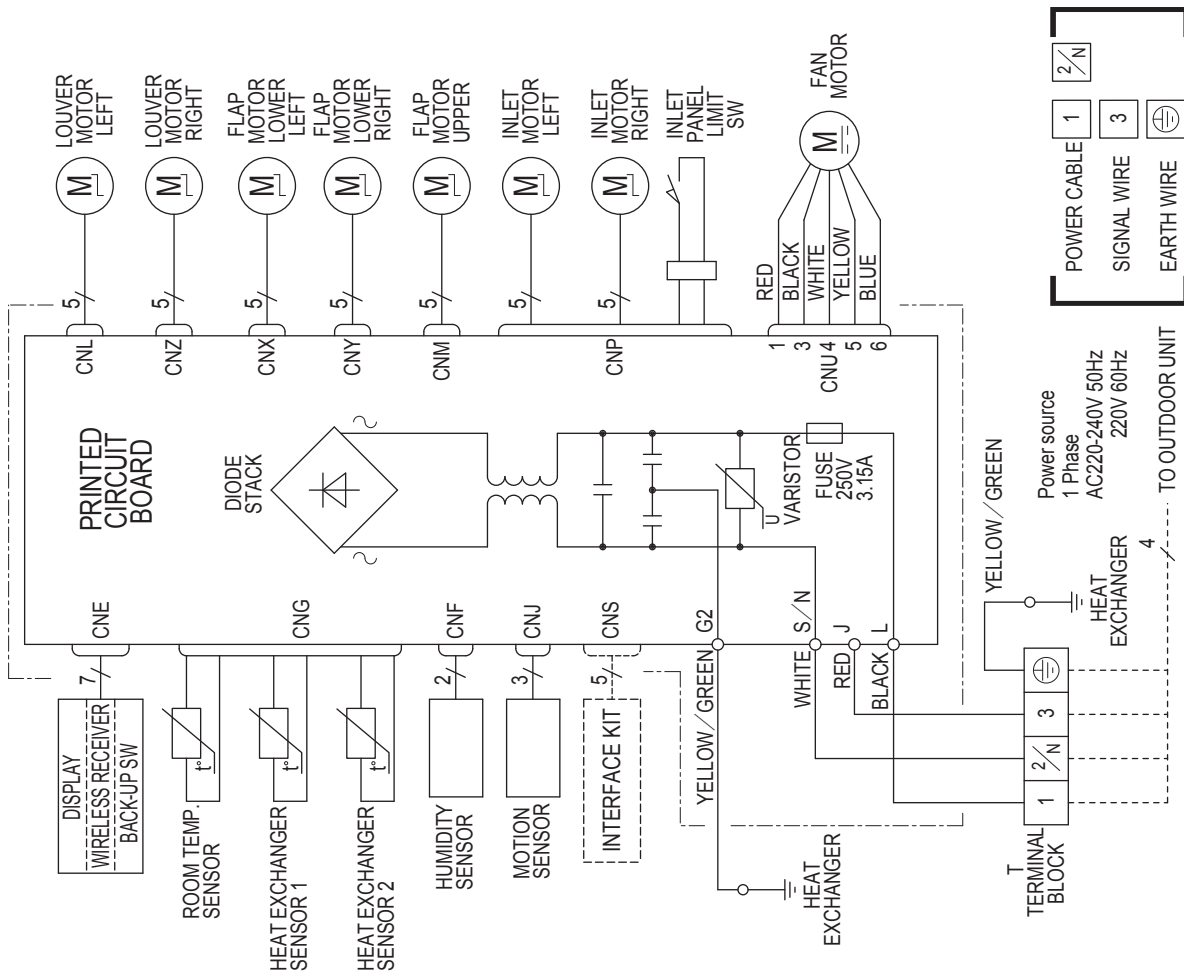 LOUVER
MOTOR
LEFT
LOUVER
MOTOR
RIGHT
FLAP
MOTOR
LOWER
LEFT
FLAP
MOTOR
LOWER
RIGHT
FLAP
MOTOR
UPPER
INLET
MOTOR
LEFT
INLET
MOTOR
RIGHT
INLET
PANEL
LIMIT
SW
FAN
MOTOR
M
M
M
M
M
M
M
M
5
5
5
5
5
5
5
RED
BLACK
WHITE
YELLOW
BLUE
CNL
CNZ
CNX
CNY
CNM
CNP
1
3
CNU 4
5
6
PRINTED
CIRCUIT
BOARD
DIODE
STACK
U
VARISTOR
FUSE
250V
3.15A
CNE
CNG
CNF
CNJ
CNS
G2
S/N
J
L
7
2
3
5
YELLOW/GREEN
WHITE
RED
BLACK
DISPLAY
WIRELESS RECEIVER
BACK-UP SW
t°
ROOM TEMP.
SENSOR
t°
HEAT EXCHANGER
SENSOR 1
t°
HEAT EXCHANGER
SENSOR 2
HUMIDITY
SENSOR
MOTION
SENSOR
INTERFACE KIT
HEAT
EXCHANGER
T
TERMINAL
BLOCK
1
2/N
3
YELLOW/GREEN
HEAT
EXCHANGER
4
TO OUTDOOR UNIT
Power source
1 Phase
AC220-240V 50Hz
220V 60Hz
POWER CABLE 1 2/N
SIGNAL WIRE 3
EARTH WIRE